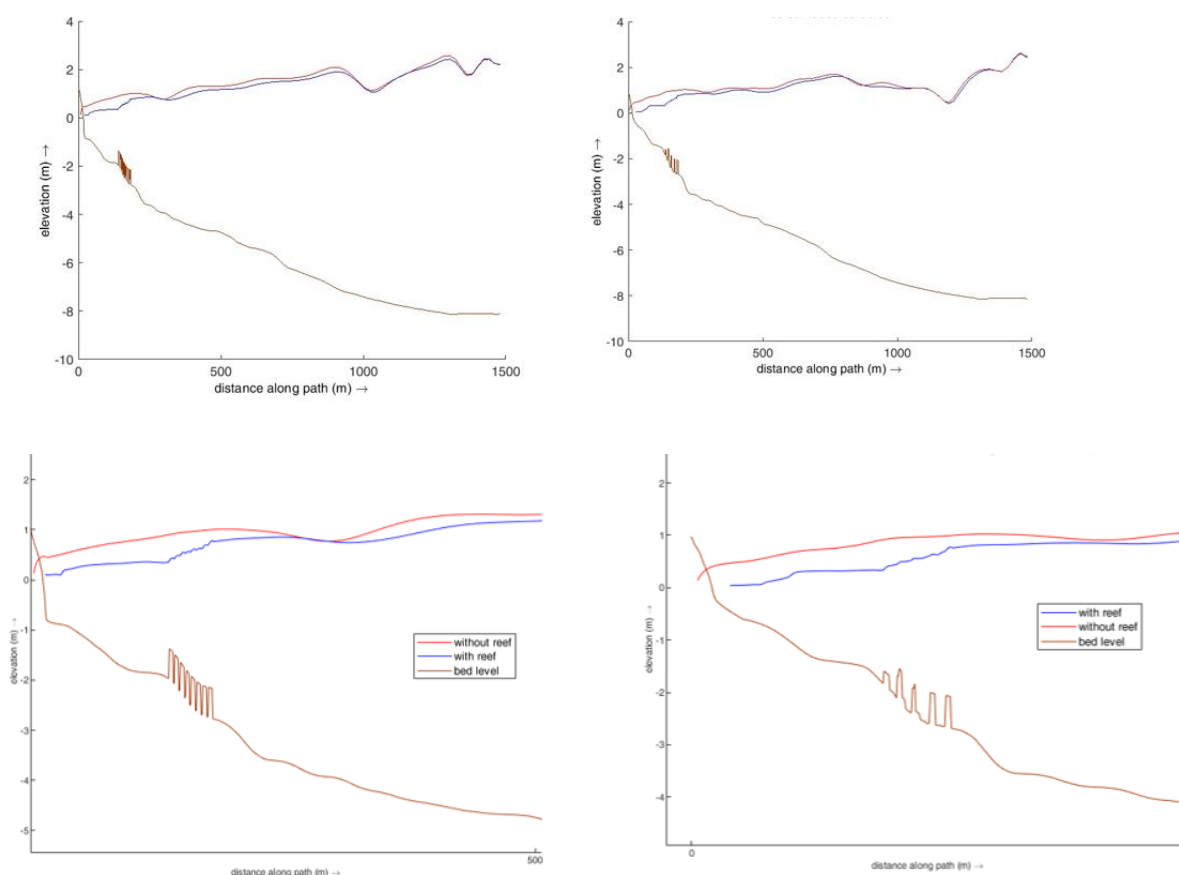 4
2
0
-2
-4
-6
-8
-10
elevation (m) →
0
500
1000
1500
distance along path (m) →
4
2
0
-2
-4
-6
-8
-10
elevation (m) →
0
500
1000
1500
distance along path (m) →
2
1
0
-1
-2
-3
-4
-5
elevation (m) →
without reef
with reef
bed level
500
distance along path (m) →
2
1
0
-1
-2
-3
-4
elevation (m) →
with reef
without reef
bed level
0
distance along path (m) →